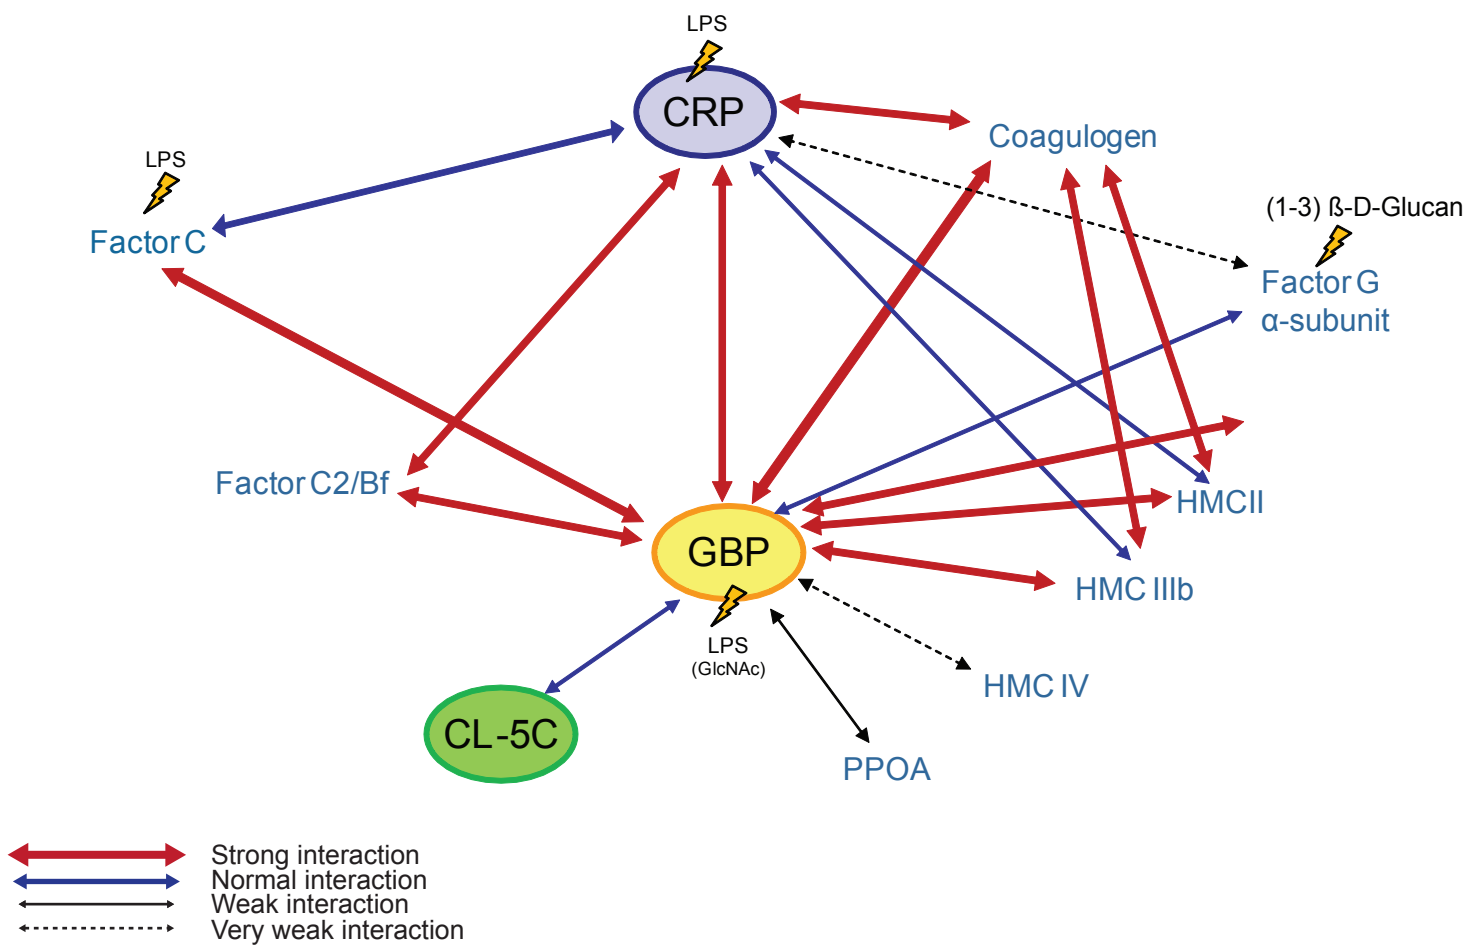 LPS
CRP
Coagulogen
LPS
Factor C
(1-3) ß-D-Glucan
Factor G
α-subunit
Factor C2/Bf
HMCII
GBP
HMC IIIb
LPS
(GlcNAc)
HMC IV
CL-5C
PPOA
Strong interaction
Normal interaction
Weak interaction
Very weak interaction